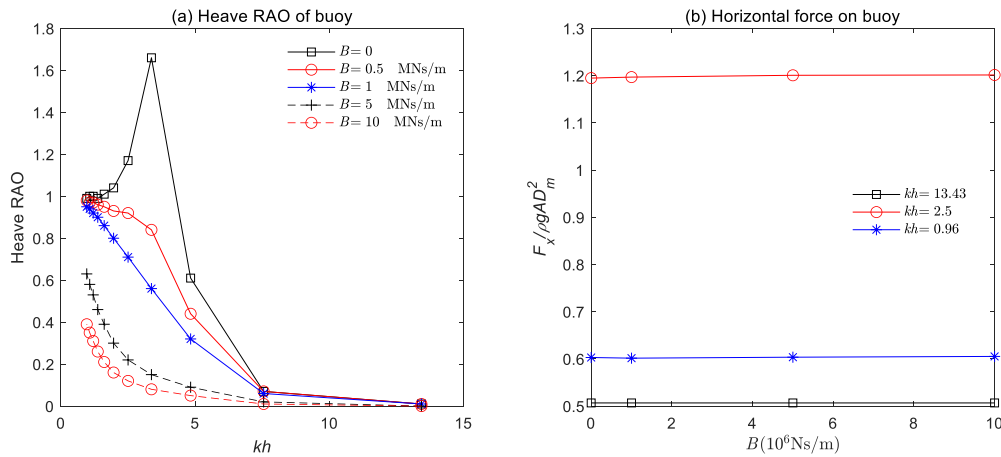 (a) Heave RAO of buoy
1.8
1.6
1.4
1.2
1
0.8
0.6
0.4
0.2
0
Heave RAO
0 5 10 15
kh
B = 0
B = 0.5 MNs/m
B = 1 MNs/m
B = 5 MNs/m
B = 10 MNs/m
(b) Horizontal force on buoy
1.3
1.2
1.1
1
0.9
0.8
0.7
0.6
0.5
F_x/ρgAD_m^2
0 2 4 6 8 10
B(10^6Ns/m)
kh = 13.43
kh = 2.5
kh = 0.96